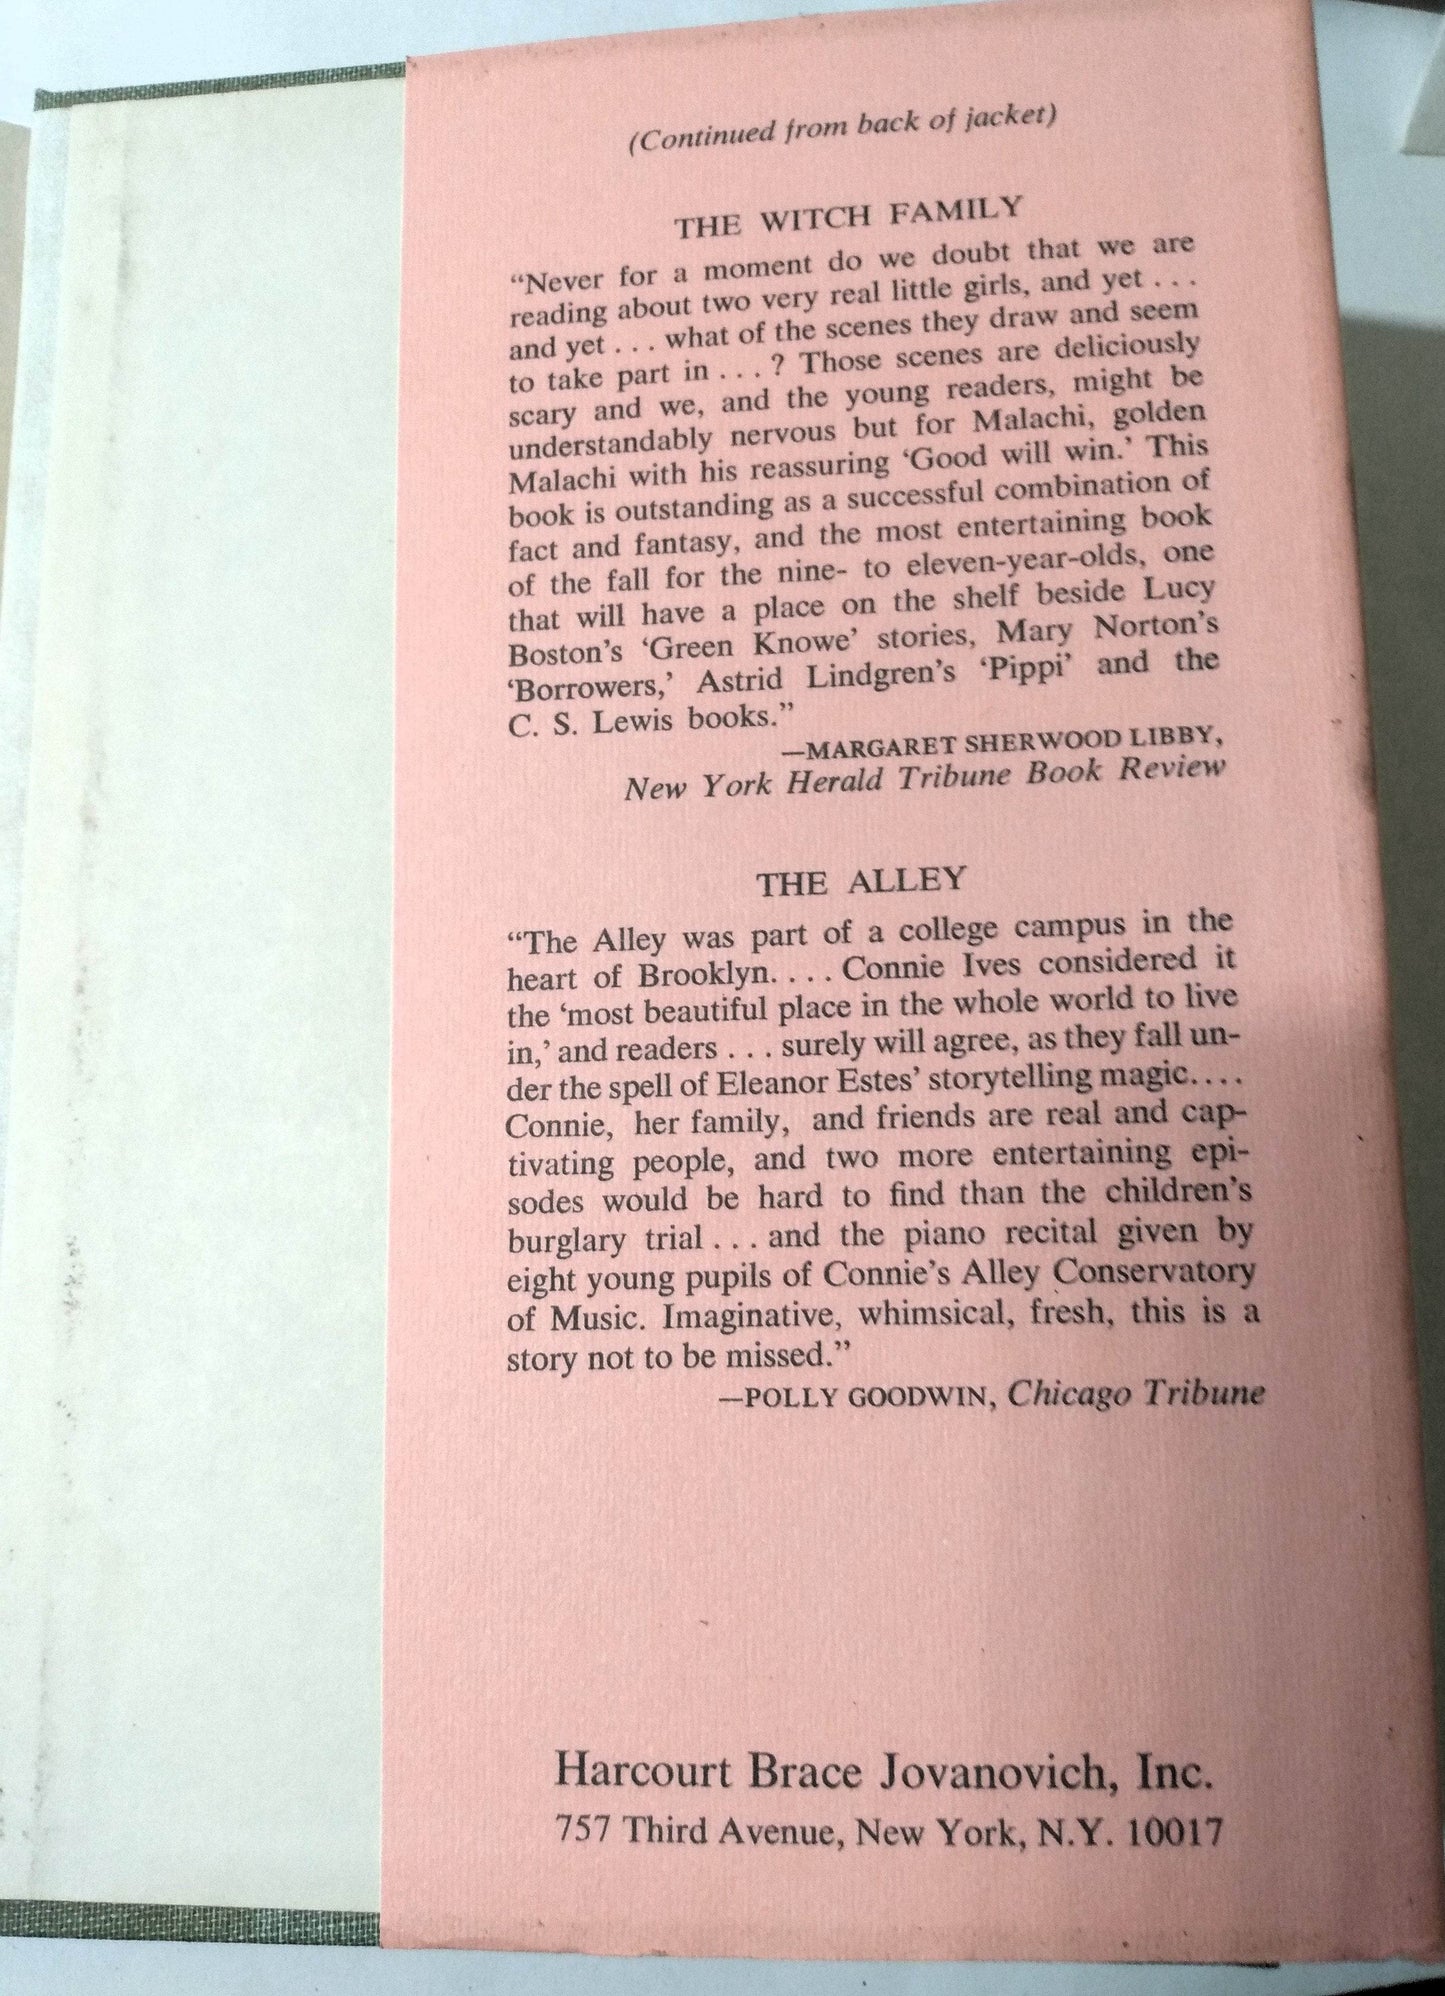 (Continued from back of jacket)
THE WITCH FAMILY
“Never for a moment do we doubt that we are
reading about two very real little girls, and yet . . .
and yet . . . what of the scenes they draw and seem
to take part in . . . ? Those scenes are deliciously
scary and we, and the young readers, might be
understandably nervous but for Malachi, golden
Malachi with his reassuring ‘Good will win.’ This
book is outstanding as a successful combination of
fact and fantasy, and the most entertaining book
of the fall for the nine- to eleven-year-olds, one
that will have a place on the shelf beside Lucy
Boston’s ‘Green Knowe’ stories, Mary Norton’s
‘Borrowers,’ Astrid Lindgren’s ‘Pippi’ and the
C. S. Lewis books.”
—MARGARET SHERWOOD LIBBY,
New York Herald Tribune Book Review
THE ALLEY
“The Alley was part of a college campus in the
heart of Brooklyn. . . . Connie Ives considered it
the ‘most beautiful place in the whole world to live
in,’ and readers . . . surely will agree, as they fall un-
der the spell of Eleanor Estes’ storytelling magic. . . .
Connie, her family, and friends are real and cap-
tivating people, and two more entertaining epi-
sodes would be hard to find than the children’s
burglary trial . . . and the piano recital given by
eight young pupils of Connie’s Alley Conservatory
of Music. Imaginative, whimsical, fresh, this is a
story not to be missed.”
—POLLY GOODWIN, Chicago Tribune
Harcourt Brace Jovanovich, Inc.
757 Third Avenue, New York, N.Y. 10017